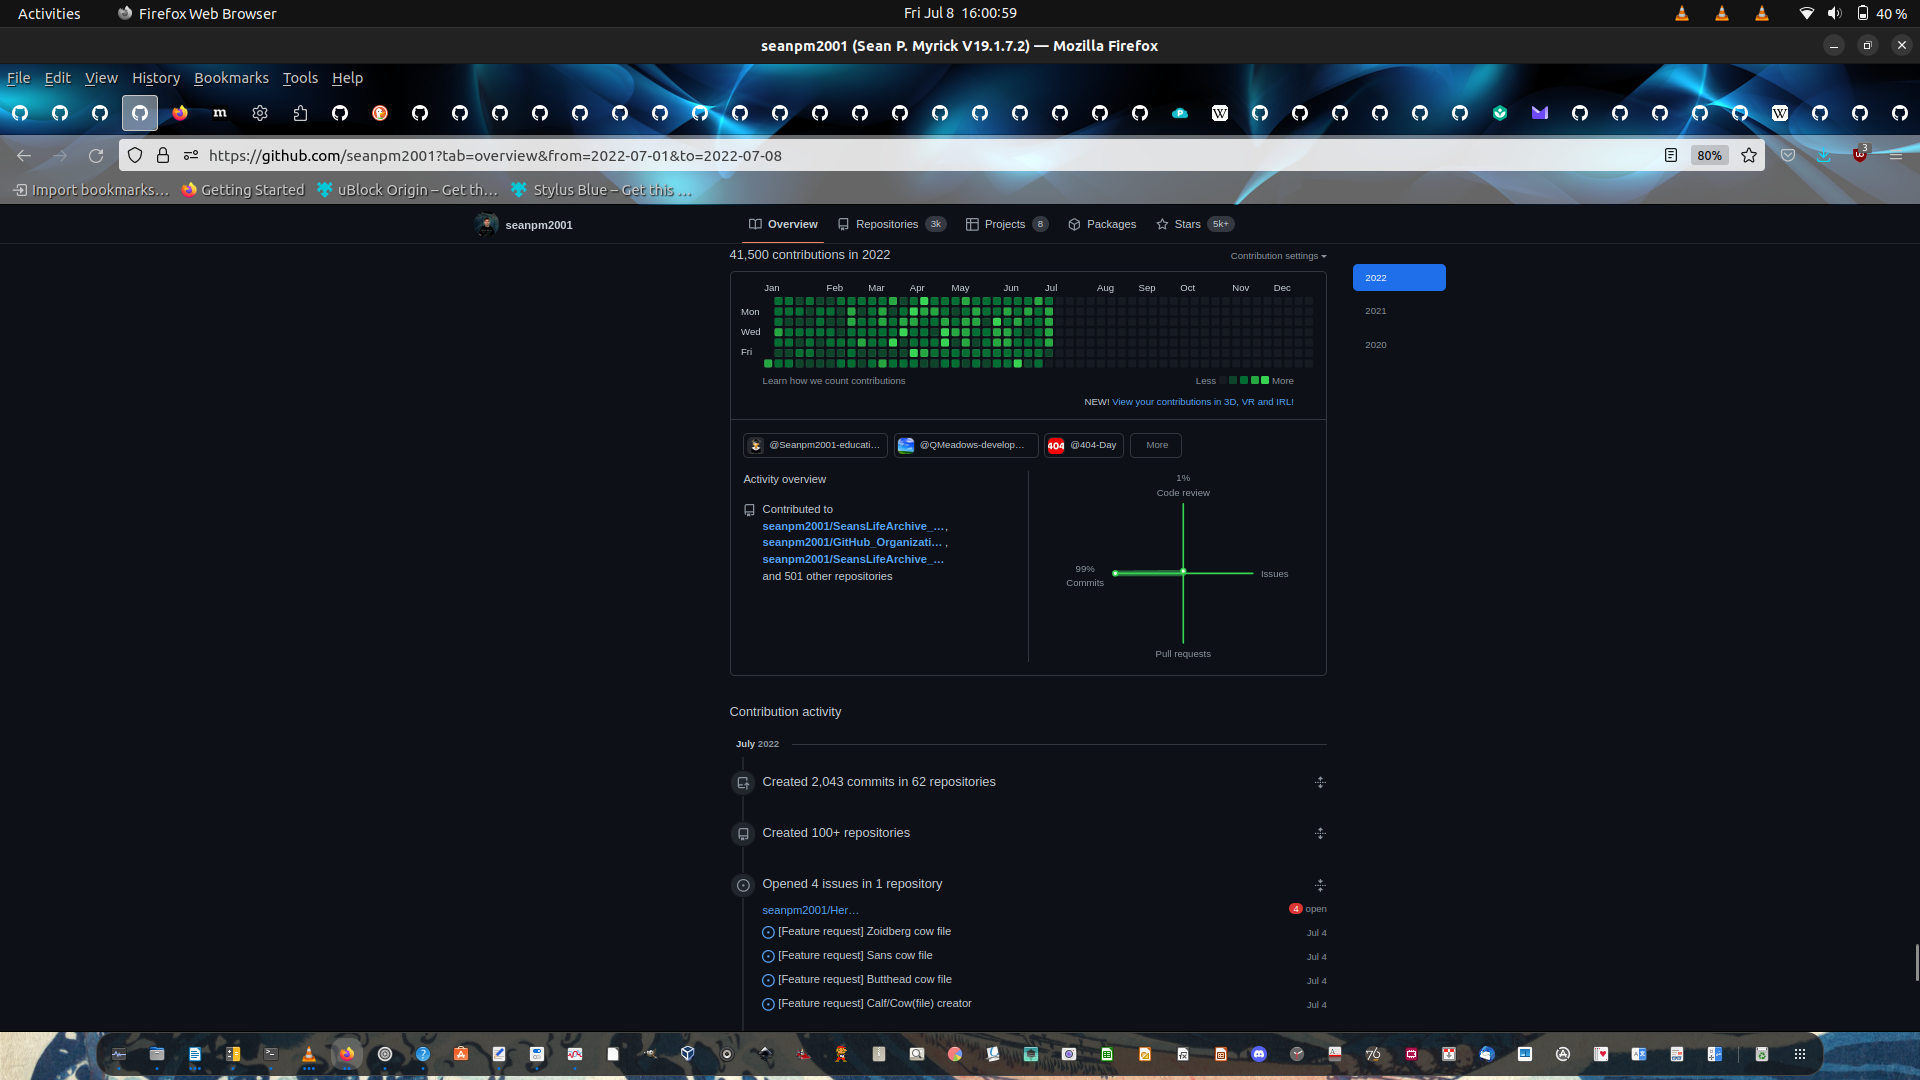 Activities
Firefox Web Browser
Fri Jul 8 16:00:59
40 %
seanpm2001 (Sean P. Myrick V19.1.7.2) — Mozilla Firefox
File Edit View History Bookmarks Tools Help
https://github.com/seanpm2001?tab=overview&from=2022-07-01&to=2022-07-08
80%
3
Import bookmarks…
Getting Started
uBlock Origin – Get th…
Stylus Blue – Get this …
seanpm2001
Overview
Repositories 3k
Projects 8
Packages
Stars 5k+
41,500 contributions in 2022
Contribution settings
2022
2021
2020
Jan Feb Mar Apr May Jun Jul Aug Sep Oct Nov Dec
Mon
Wed
Fri
Learn how we count contributions
Less More
NEW! View your contributions in 3D, VR and IRL!
@Seanpm2001-educati…
@QMeadows-develop…
404 @404-Day
More
Activity overview
Contributed to
seanpm2001/SeansLifeArchive_…,
seanpm2001/GitHub_Organizati… ,
seanpm2001/SeansLifeArchive_…
and 501 other repositories
1%
Code review
99%
Commits
Issues
Pull requests
Contribution activity
July 2022
Created 2,043 commits in 62 repositories
Created 100+ repositories
Opened 4 issues in 1 repository
seanpm2001/Her…
4 open
[Feature request] Zoidberg cow file
Jul 4
[Feature request] Sans cow file
Jul 4
[Feature request] Butthead cow file
Jul 4
[Feature request] Calf/Cow(file) creator
Jul 4